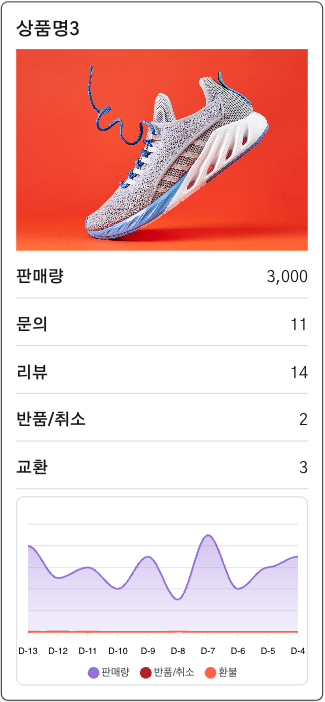 상품명3
판매량 3,000
문의 11
리뷰 14
반품/취소 2
교환 3
D-13 D-12 D-11 D-10 D-9 D-8 D-7 D-6 D-5 D-4
판매량 반품/취소 환불